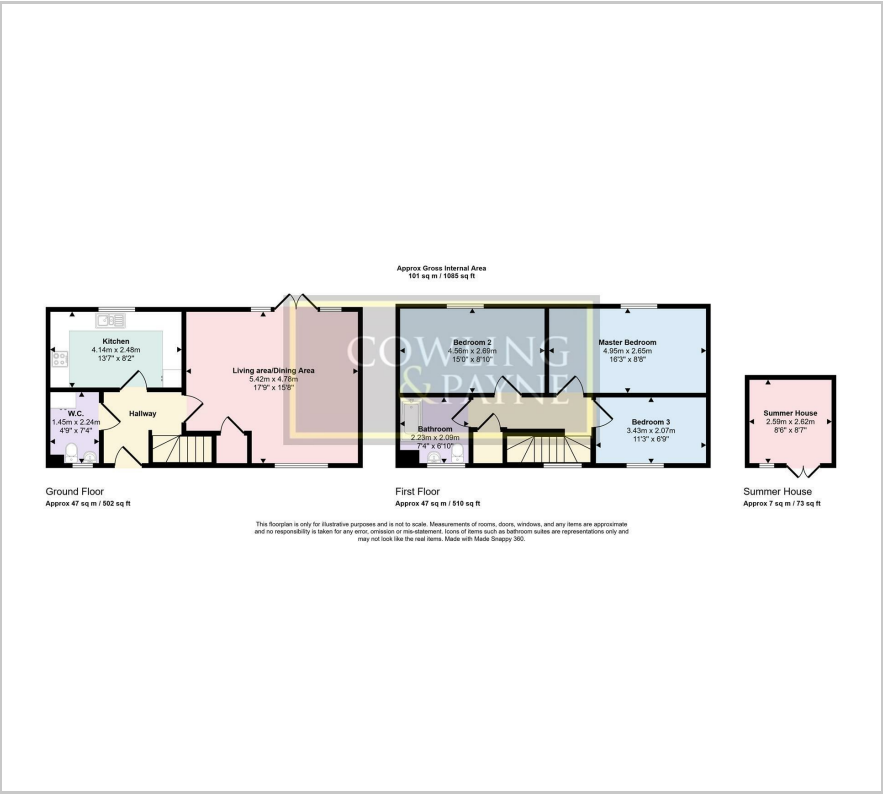 Approx Gross Internal Area
101 sq m / 1085 sq ft
Kitchen
4.14m x 2.48m
13'7" x 8'2"
Living area/Dining Area
5.42m x 4.78m
17'9" x 15'8"
W.C.
1.45m x 2.24m
4'9" x 7'4"
Hallway
Ground Floor
Approx 47 sq m / 502 sq ft
COWLING
& PAYNE
Bedroom 2
4.56m x 2.69m
15'0" x 8'10"
Master Bedroom
4.95m x 2.65m
16'3" x 8'8"
Bathroom
2.23m x 2.09m
7'4" x 6'10"
Bedroom 3
3.43m x 2.07m
11'3" x 6'9"
First Floor
Approx 47 sq m / 510 sq ft
Summer House
2.59m x 2.62m
8'6" x 8'7"
Summer House
Approx 7 sq m / 73 sq ft
This floorplan is only for illustrative purposes and is not to scale. Measurements of rooms, doors, windows, and any items are approximate
and no responsibility is taken for any error, omission or mis-statement. Icons of items such as bathroom suites are representations only and
may not look like the real items. Made with Made Snappy 360.